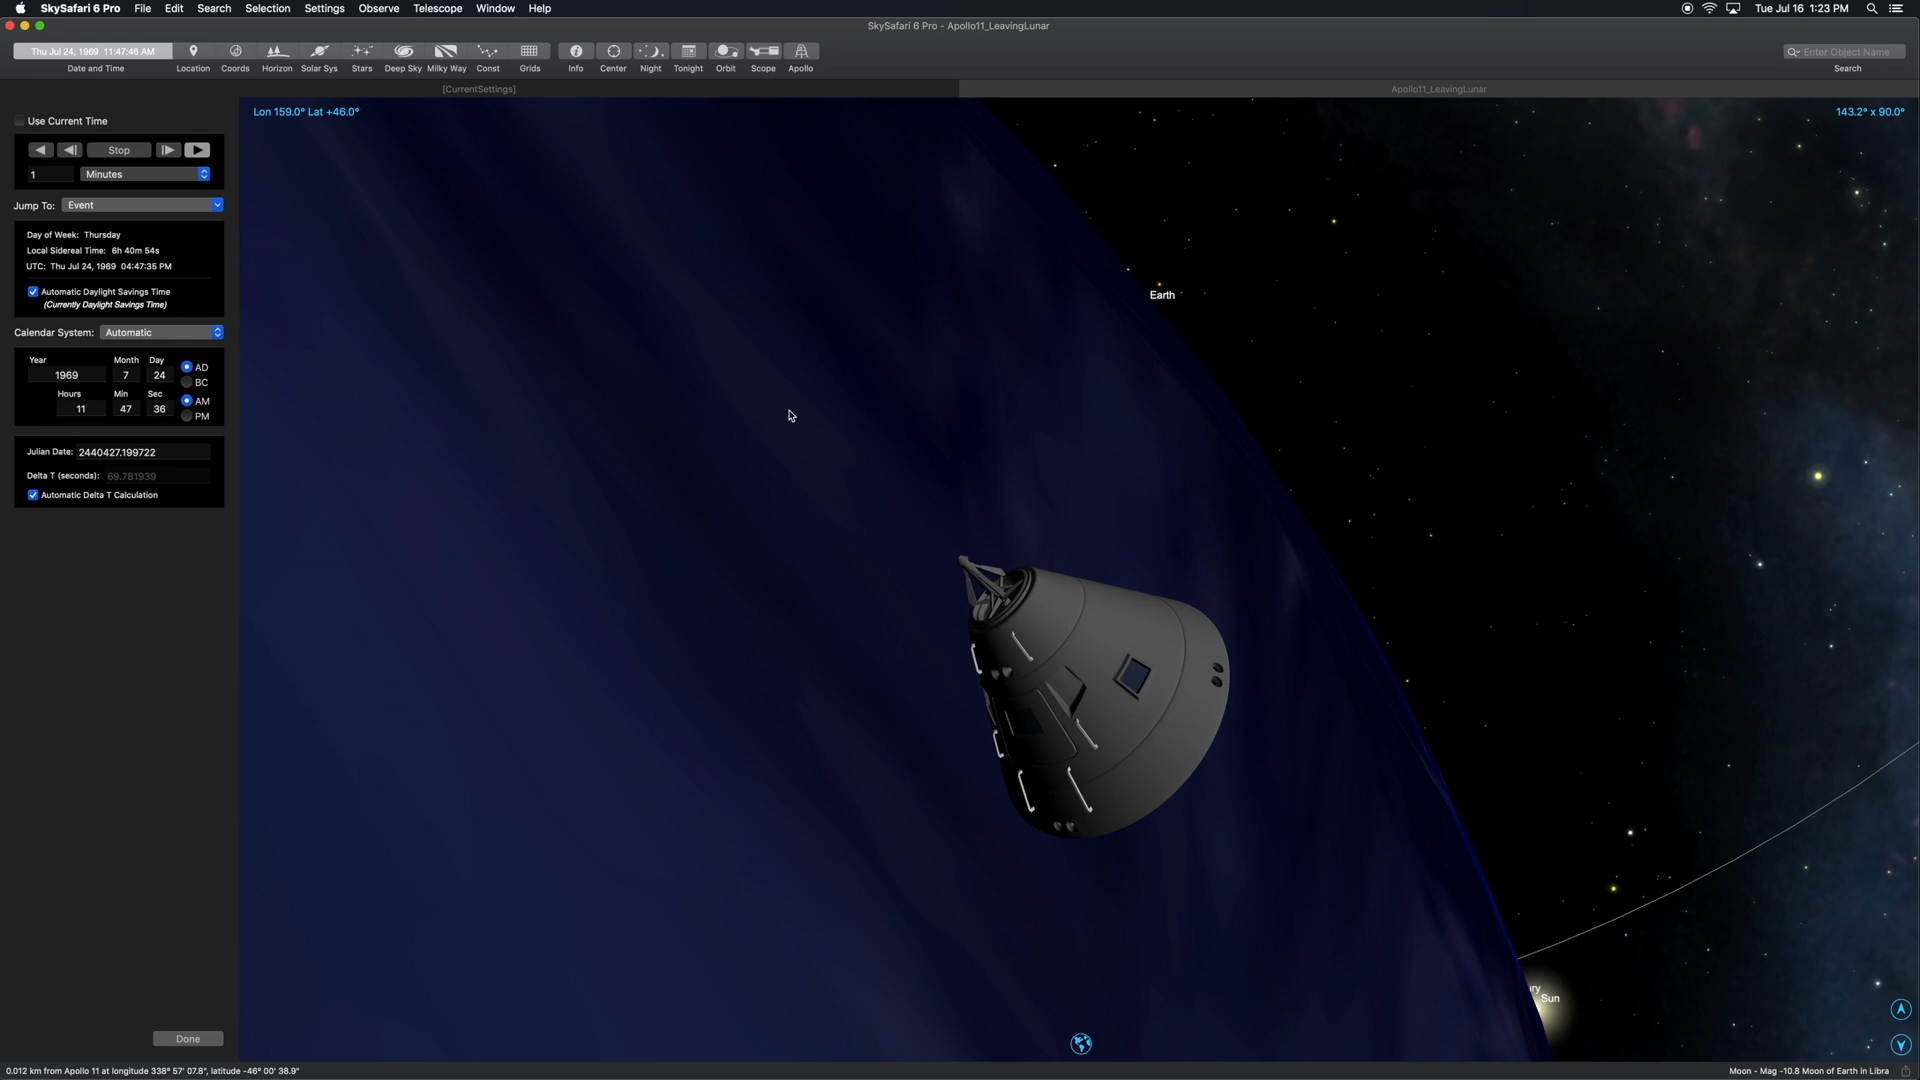 SkySafari 6 Pro File Edit Search Selection Settings Observe Telescope Window Help Tue Jul 16 1:23 PM
SkySafari 6 Pro - Apollo11_LeavingLunar
Thu Jul 24, 1969 11:47:46 AM Enter Object Name
Date and Time Location Coords Horizon Solar Sys Stars Deep Sky Milky Way Const Grids Info Center Night Tonight Orbit Scope Apollo Search
[CurrentSettings] Apollo11_LeavingLunar
Lon 159.0° Lat +46.0° 143.2° x 90.0°
Use Current Time
Stop
1 Minutes
Jump To: Event
Day of Week: Thursday
Local Sidereal Time: 6h 40m 54s
UTC: Thu Jul 24, 1969 04:47:35 PM
Automatic Daylight Savings Time
(Currently Daylight Savings Time)
Calendar System: Automatic
Year Month Day
1969 7 24 AD
BC
Hours Min Sec
11 47 36 AM
PM
Julian Date: 2440427.199722
Delta T (seconds): 69.781939
Automatic Delta T Calculation
Earth
ry
Sun
Done
0.012 km from Apollo 11 at longitude 338° 57' 07.8", latitude -46° 00' 38.9" Moon - Mag -10.8 Moon of Earth in Libra